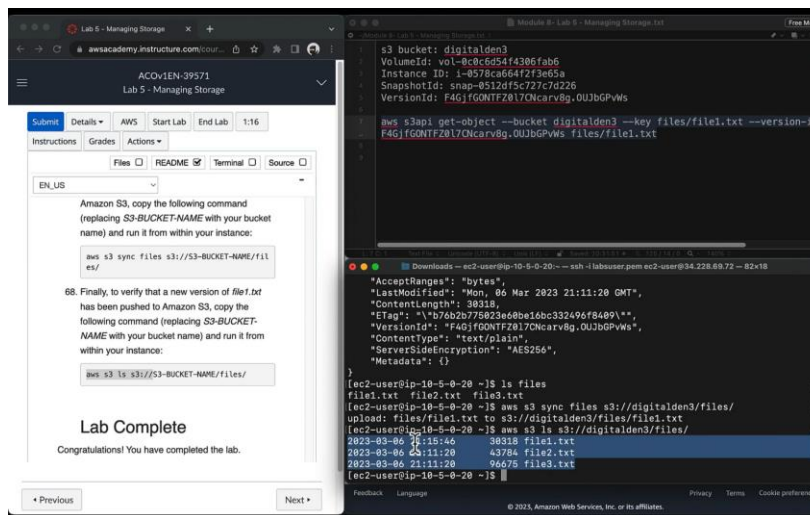 Lab 5 - Managing Storage
awsacademy.instructure.com/cour...
ACOv1EN-39571
Lab 5 - Managing Storage
Submit Details AWS Start Lab End Lab 1:16
Instructions Grades Actions
Files README Terminal Source
EN_US
Amazon S3, copy the following command
(replacing S3-BUCKET-NAME with your bucket
name) and run it from within your instance:
aws s3 sync files s3://S3-BUCKET-NAME/fil
es/
68. Finally, to verify that a new version of file1.txt
has been pushed to Amazon S3, copy the
following command (replacing S3-BUCKET-
NAME with your bucket name) and run it from
within your instance:
aws s3 ls s3://S3-BUCKET-NAME/files/
Lab Complete
Congratulations! You have completed the lab.
Previous
Next
Module 8- Lab 5 - Managing Storage.txt
Free M
s3 bucket: digitalden3
VolumeId: vol-0c0c6d54f4306fab6
Instance ID: i-0578ca664f2f3e65a
SnapshotId: snap-0512df5c727c7d226
VersionId: F4GjfGONTFZ0l7CNcarv8g.OUJbGPvWs
aws s3api get-object --bucket digitalden3 --key files/file1.txt --version-i
F4GjfGONTFZ0l7CNcarv8g.OUJbGPvWs files/file1.txt
Downloads — ec2-user@ip-10-5-0-20:~ — ssh -i labsuser.pem ec2-user@34.228.69.72 — 82×18
"AcceptRanges": "bytes",
"LastModified": "Mon, 06 Mar 2023 21:11:20 GMT",
"ContentLength": 30318,
"ETag": "\"b76b2b775023e60be16bc332496f8409\"",
"VersionId": "F4GjfGONTFZ0l7CNcarv8g.OUJbGPvWs",
"ContentType": "text/plain",
"ServerSideEncryption": "AES256",
"Metadata": {}
}
[ec2-user@ip-10-5-0-20 ~]$ ls files
file1.txt file2.txt file3.txt
[ec2-user@ip-10-5-0-20 ~]$ aws s3 sync files s3://digitalden3/files/
upload: files/file1.txt to s3://digitalden3/files/file1.txt
[ec2-user@ip-10-5-0-20 ~]$ aws s3 ls s3://digitalden3/files/
2023-03-06 21:15:46 30318 file1.txt
2023-03-06 21:11:20 43784 file2.txt
2023-03-06 21:11:20 96675 file3.txt
[ec2-user@ip-10-5-0-20 ~]$
Feedback Language Privacy Terms Cookie preferenc
© 2023, Amazon Web Services, Inc. or its affiliates.